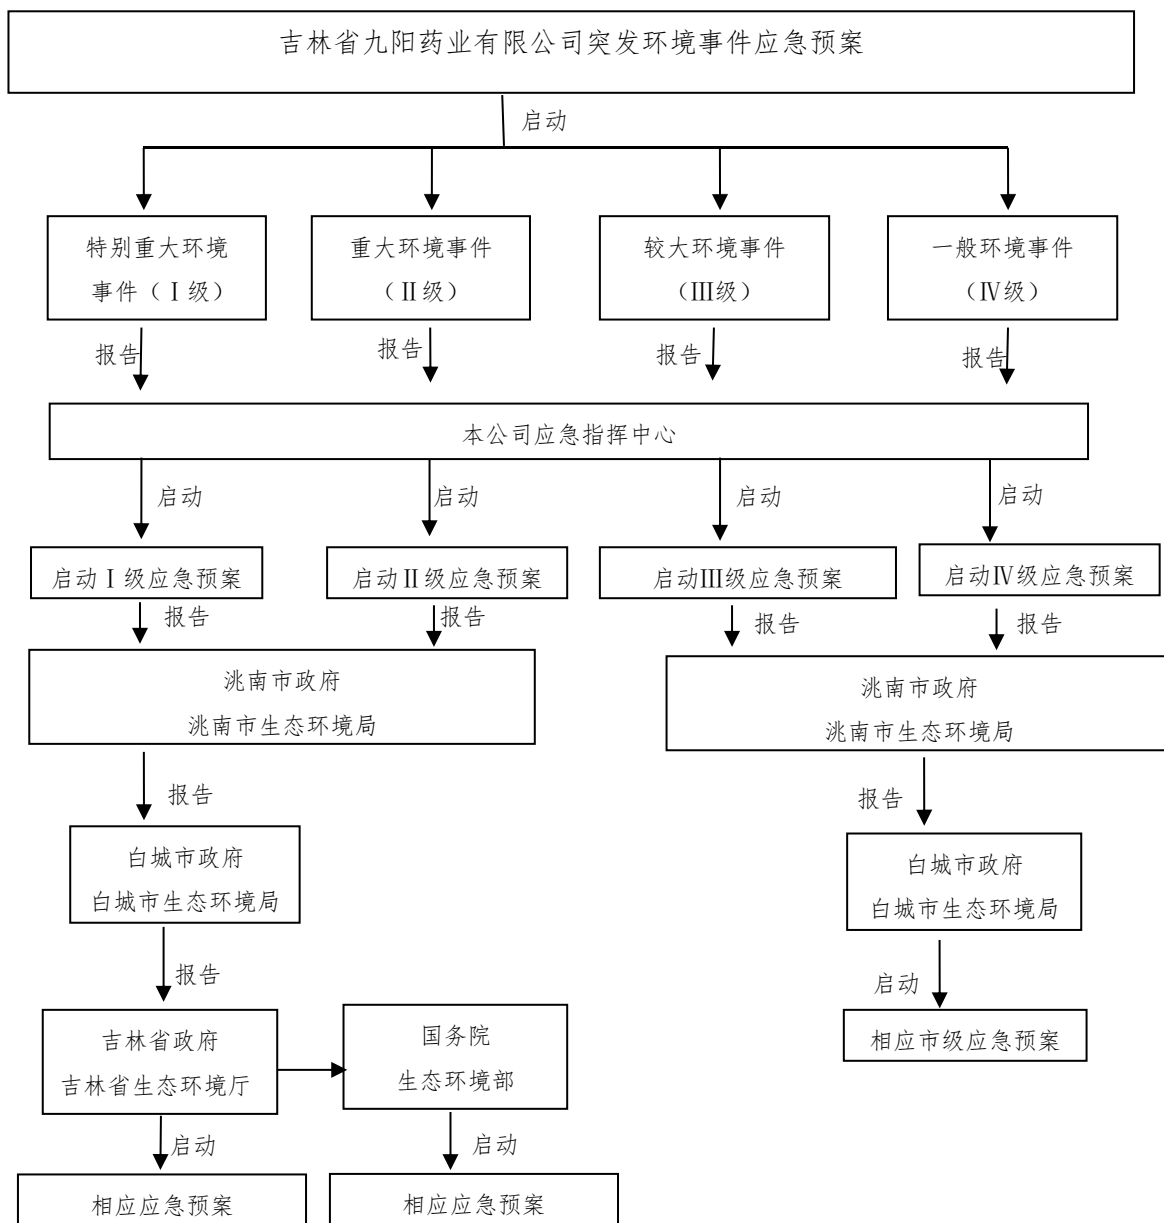 吉林省九阳药业有限公司突发环境事件应急预案
启动
特别重大环境
事件（Ⅰ级）
重大环境事件
（Ⅱ级）
较大环境事件
（Ⅲ级）
一般环境事件
（Ⅳ级）
报告
报告
报告
报告
本公司应急指挥中心
启动
启动
启动
启动
启动Ⅰ级应急预案
启动Ⅱ级应急预案
启动Ⅲ级应急预案
启动Ⅳ级应急预案
报告
报告
报告
报告
洮南市政府
洮南市生态环境局
洮南市政府
洮南市生态环境局
报告
报告
白城市政府
白城市生态环境局
白城市政府
白城市生态环境局
报告
启动
吉林省政府
吉林省生态环境厅
国务院
生态环境部
相应市级应急预案
启动
启动
相应应急预案
相应应急预案